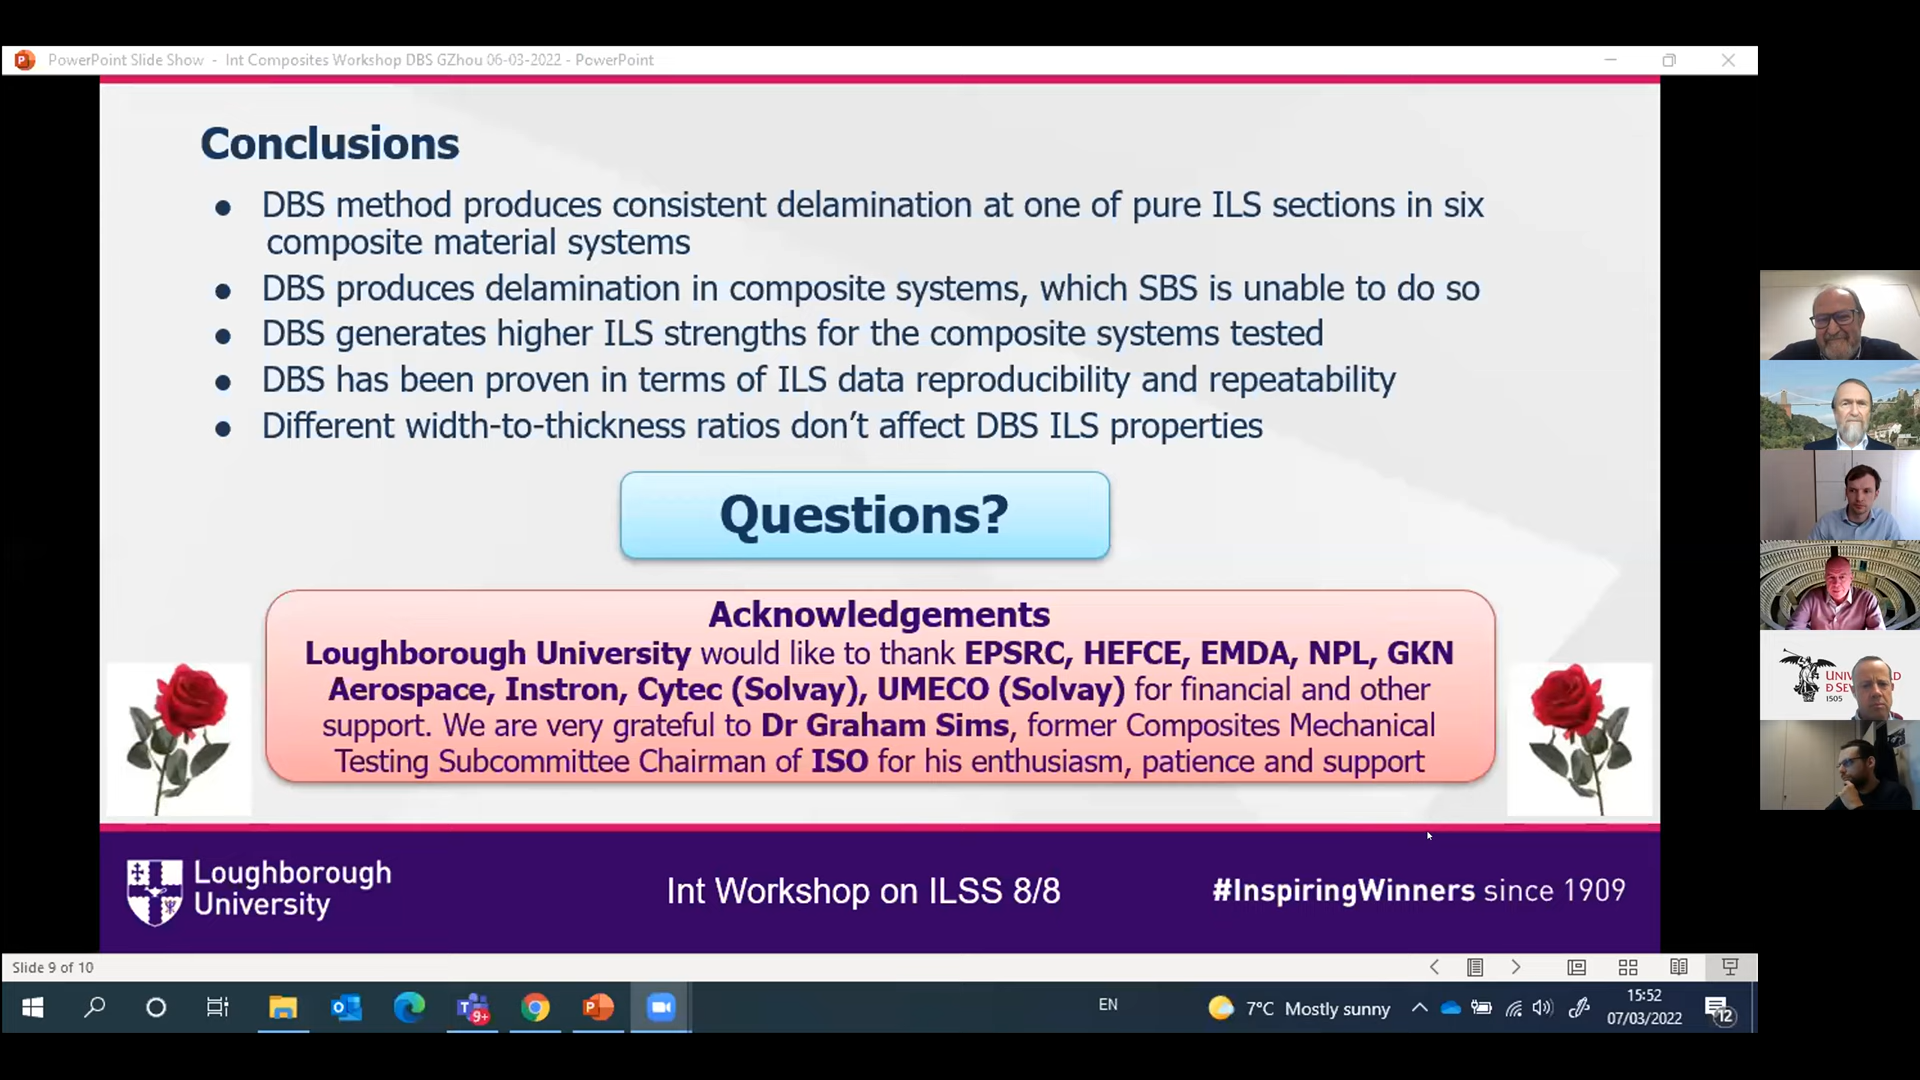 PowerPoint Slide Show - Int Composites Workshop DBS GZhou 06-03-2022 - PowerPoint
Conclusions
● DBS method produces consistent delamination at one of pure ILS sections in six
composite material systems
● DBS produces delamination in composite systems, which SBS is unable to do so
● DBS generates higher ILS strengths for the composite systems tested
● DBS has been proven in terms of ILS data reproducibility and repeatability
● Different width-to-thickness ratios don’t affect DBS ILS properties
Questions?
Acknowledgements
Loughborough University would like to thank EPSRC, HEFCE, EMDA, NPL, GKN
Aerospace, Instron, Cytec (Solvay), UMECO (Solvay) for financial and other
support. We are very grateful to Dr Graham Sims, former Composites Mechanical
Testing Subcommittee Chairman of ISO for his enthusiasm, patience and support
Loughborough
University
Int Workshop on ILSS 8/8
#InspiringWinners since 1909
1505
Slide 9 of 10
9+
EN
7°C Mostly sunny
15:52
07/03/2022
12